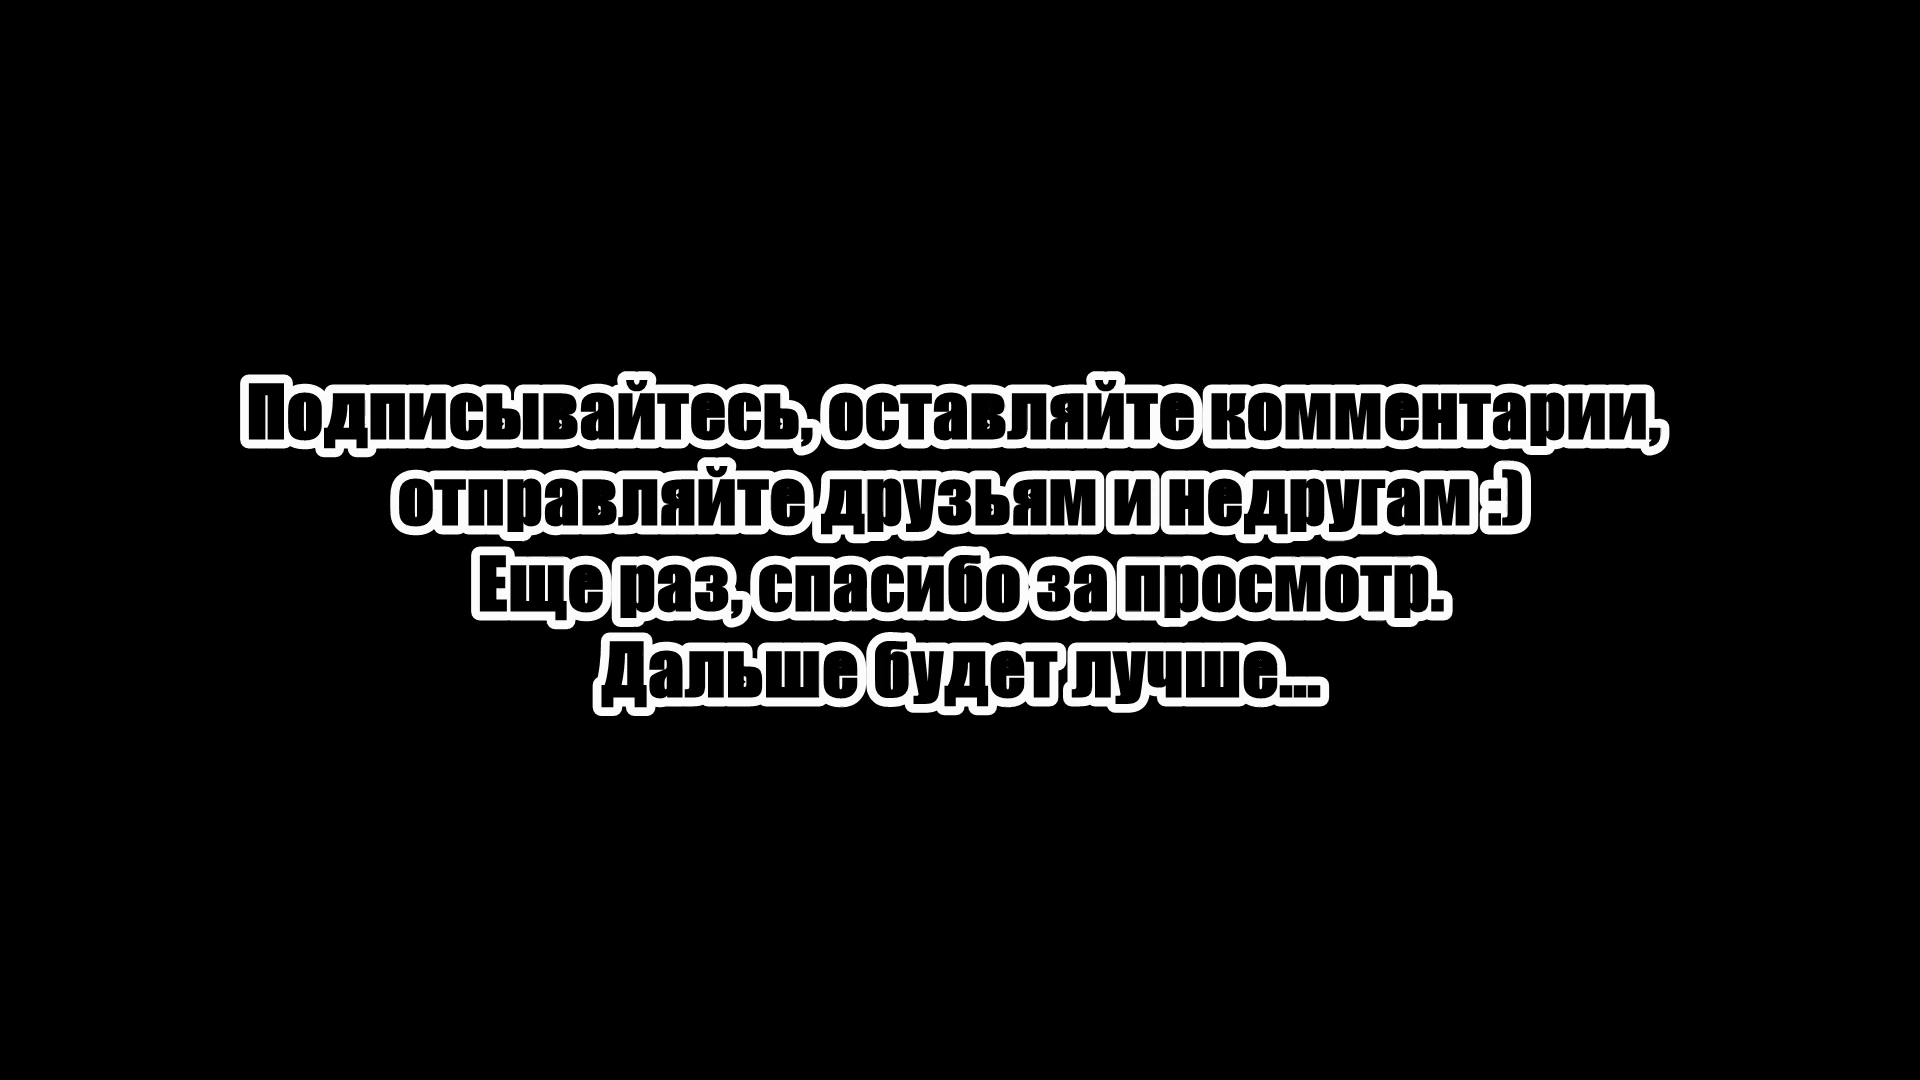 Подписывайтесь, оставляйте комментарии,
отправляйте друзьям и недругам :)
Еще раз, спасибо за просмотр.
Дальше будет лучше...